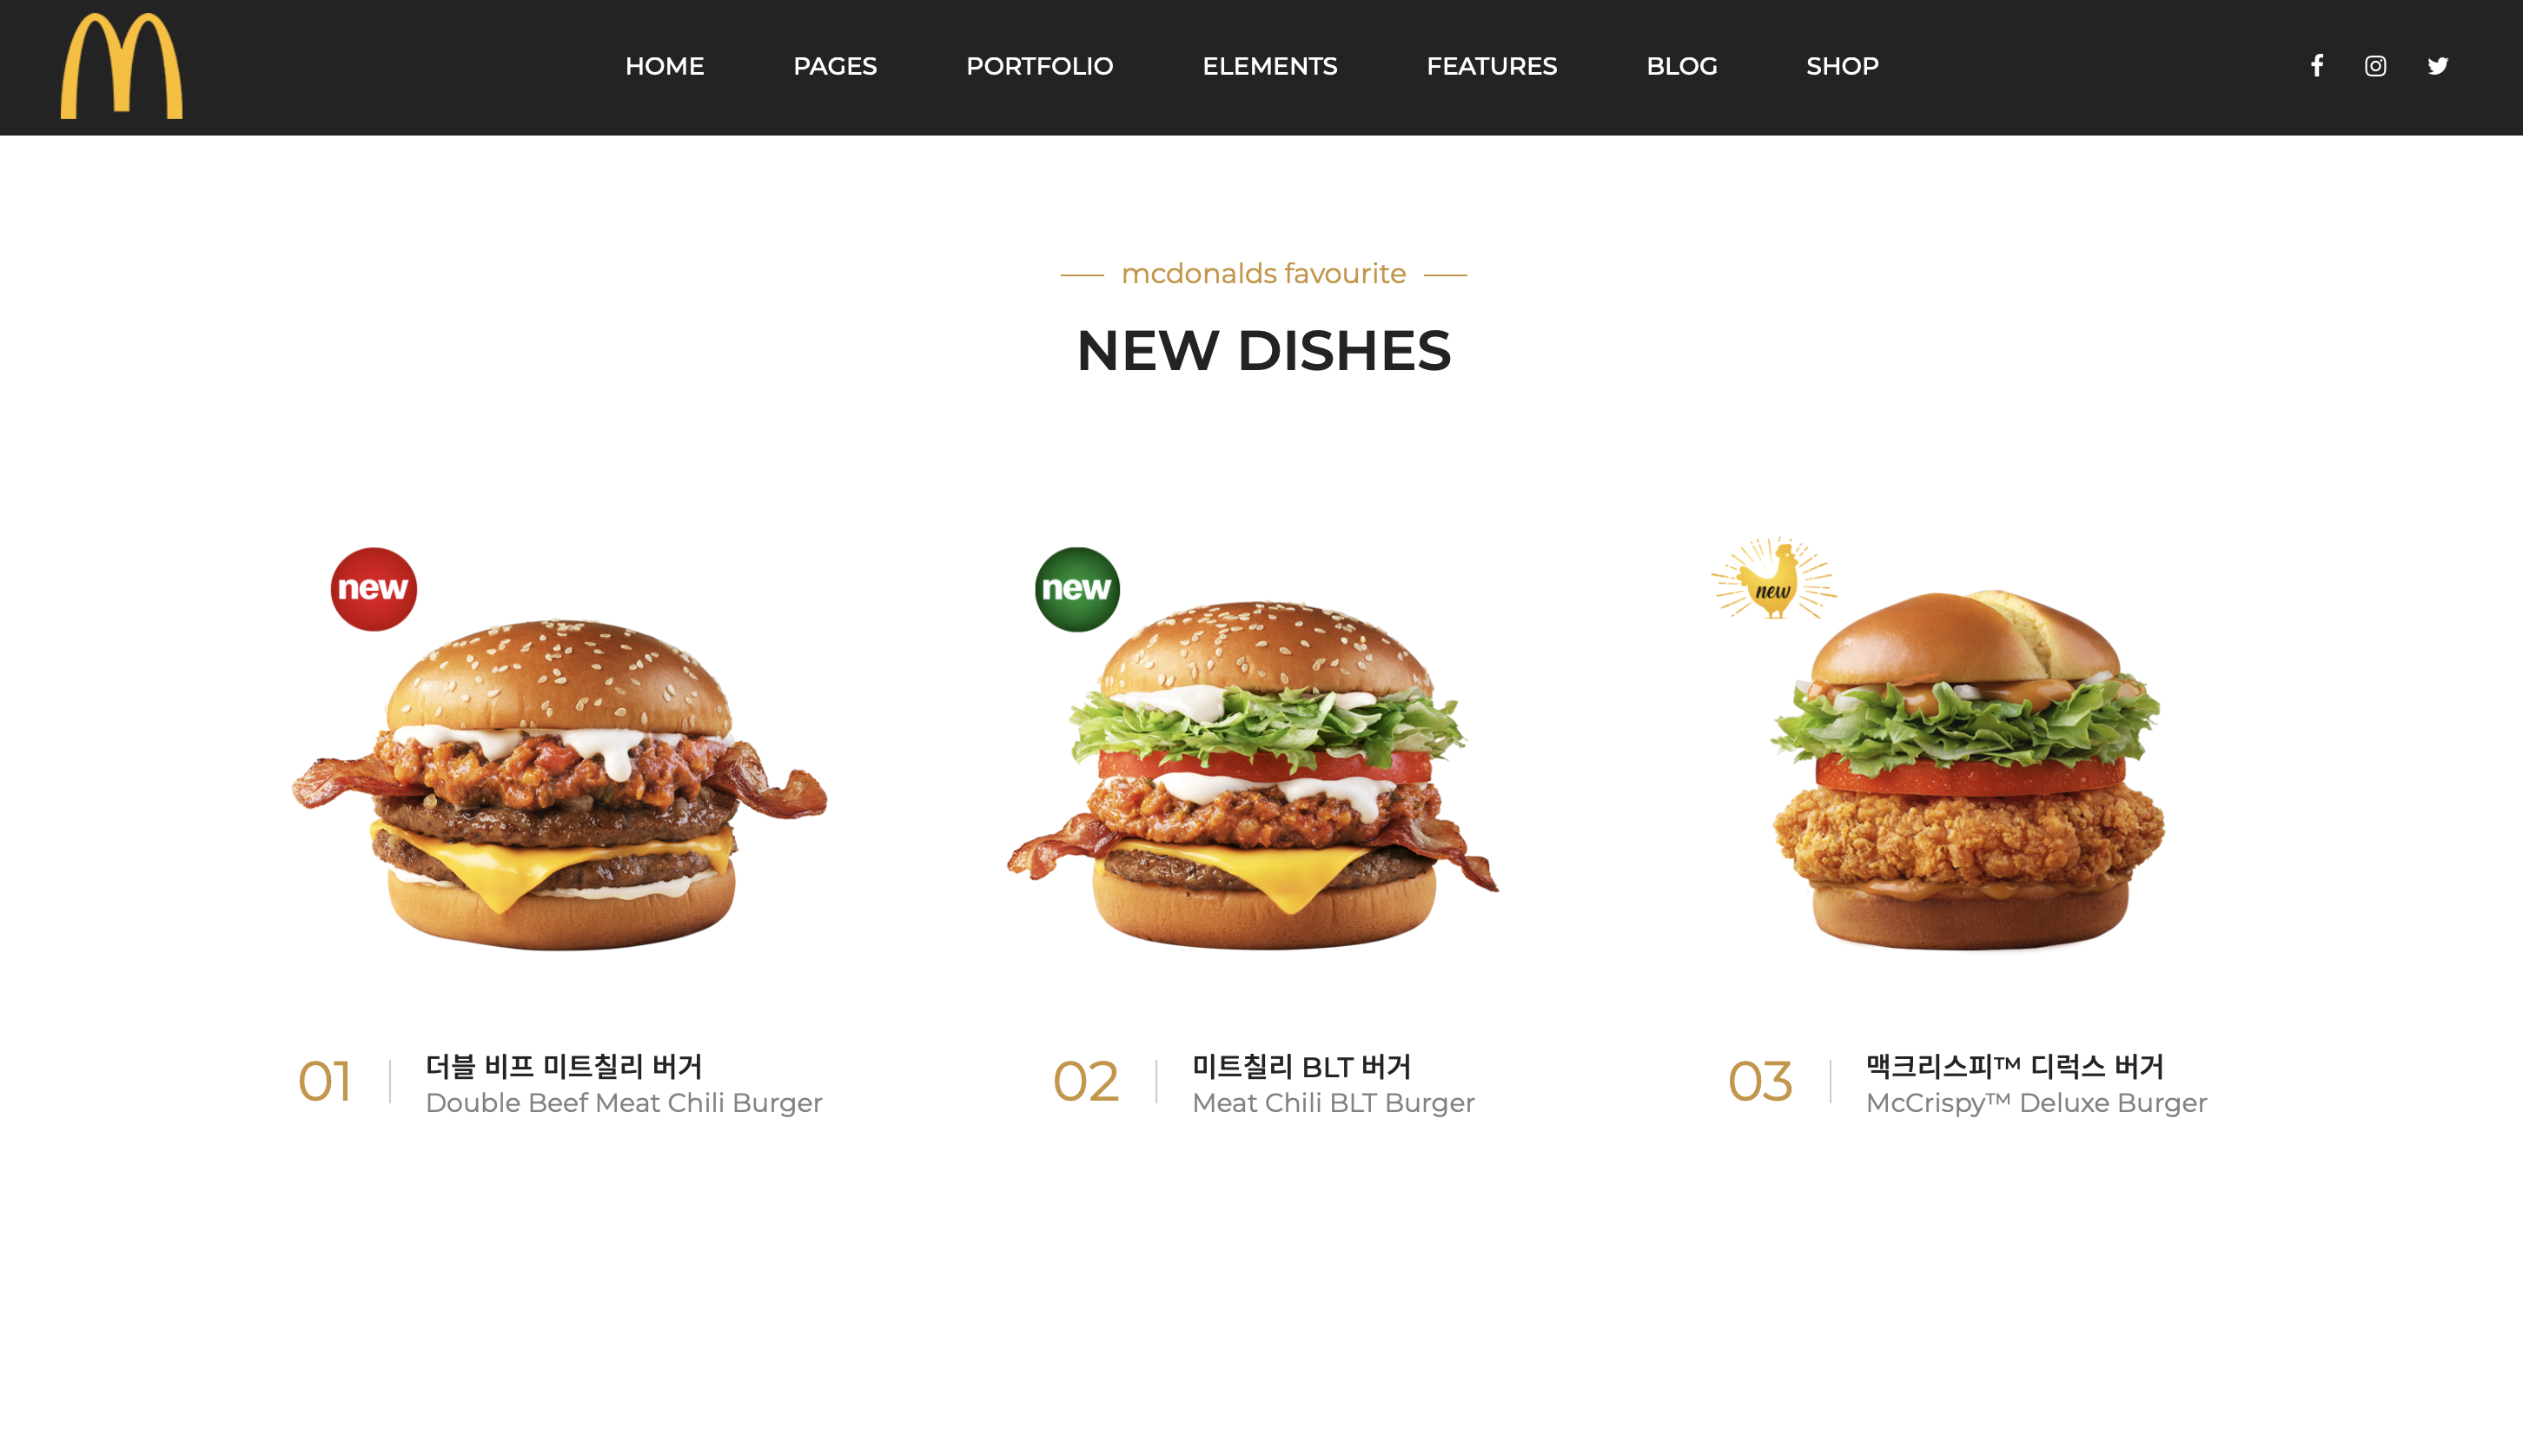 HOME PAGES PORTFOLIO ELEMENTS FEATURES BLOG SHOP
mcdonalds favourite
NEW DISHES
new
new
new
01
더블 비프 미트칠리 버거
Double Beef Meat Chili Burger
02
미트칠리 BLT 버거
Meat Chili BLT Burger
03
맥크리스피™ 디럭스 버거
McCrispy™ Deluxe Burger